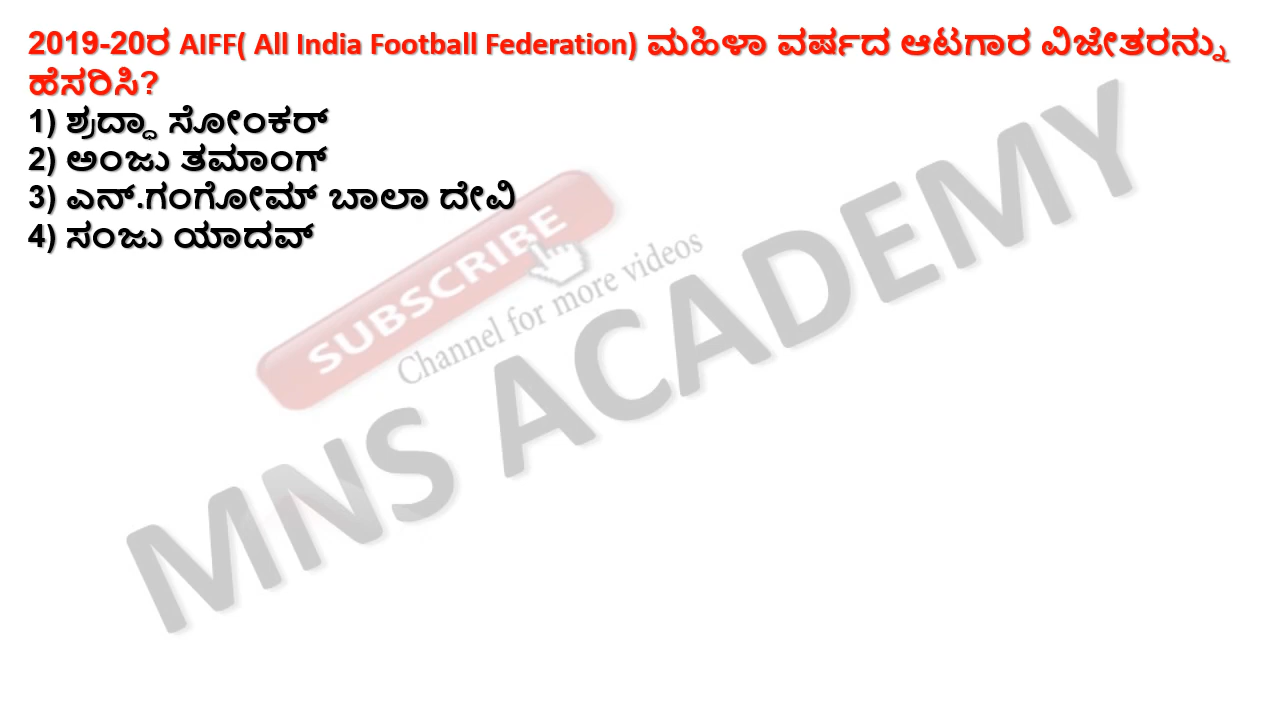 2019-20ರ AIFF( All India Football Federation) ಮಹಿಳಾ ವರ್ಷದ ಆಟಗಾರ ವಿಜೇತರನ್ನು
ಹೆಸರಿಸಿ?
1) ಶ್ರದ್ಧಾ ಸೋಂಕರ್
2) ಅಂಜು ತಮಾಂಗ್
3) ಎನ್.ಗಂಗೋಮ್ ಬಾಲಾ ದೇವಿ
4) ಸಂಜು ಯಾದವ್
SUBSCRIBE
Channel for more videos
MNS ACADEMY